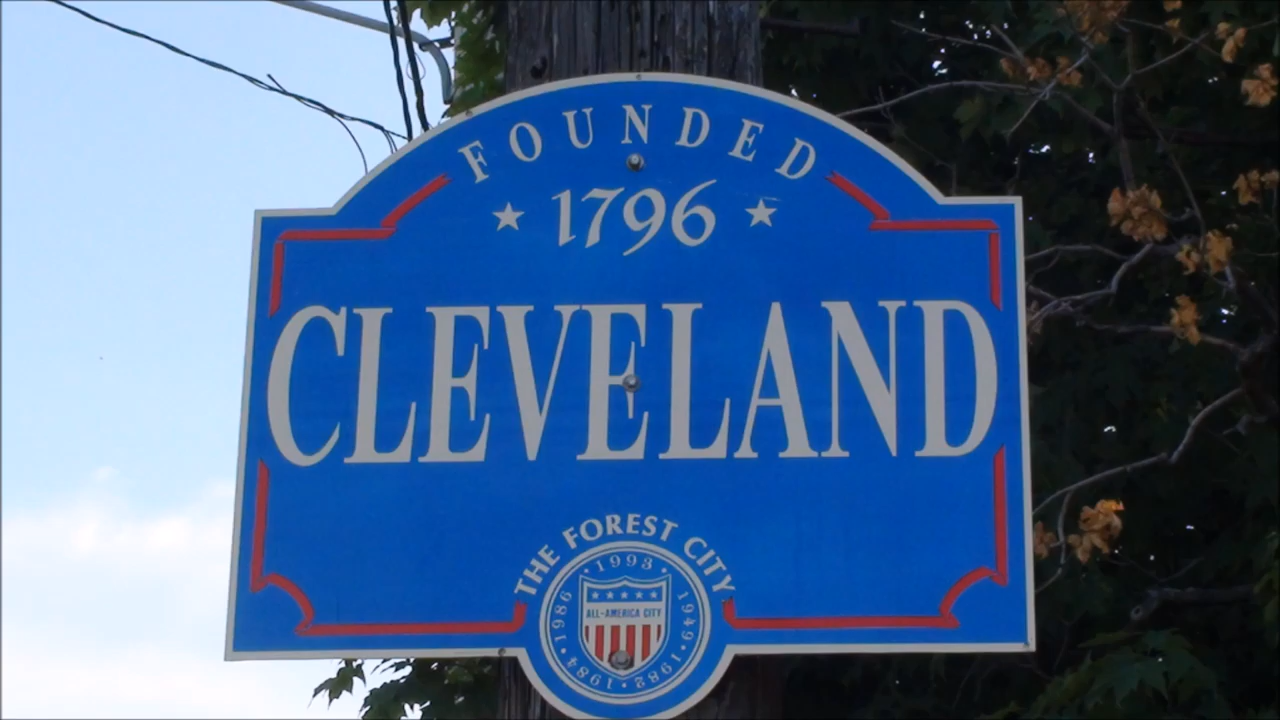 FOUNDED
1796
CLEVELAND
THE FOREST CITY
1993
ALL-AMERICA CITY
1949 • 1982 • 1984 • 1986